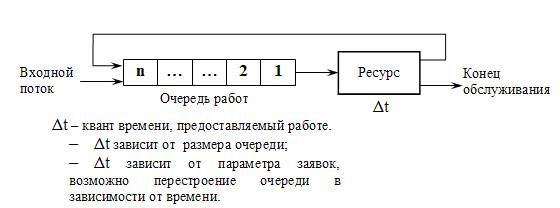 Входной
поток
n … … 2 1
Ресурс
Конец
обслуживания
Очередь работ
Δt
Δt – квант времени, предоставляемый работе.
– Δt зависит от размера очереди;
– Δt зависит от параметра заявок,
возможно перестроение очереди в
зависимости от времени.